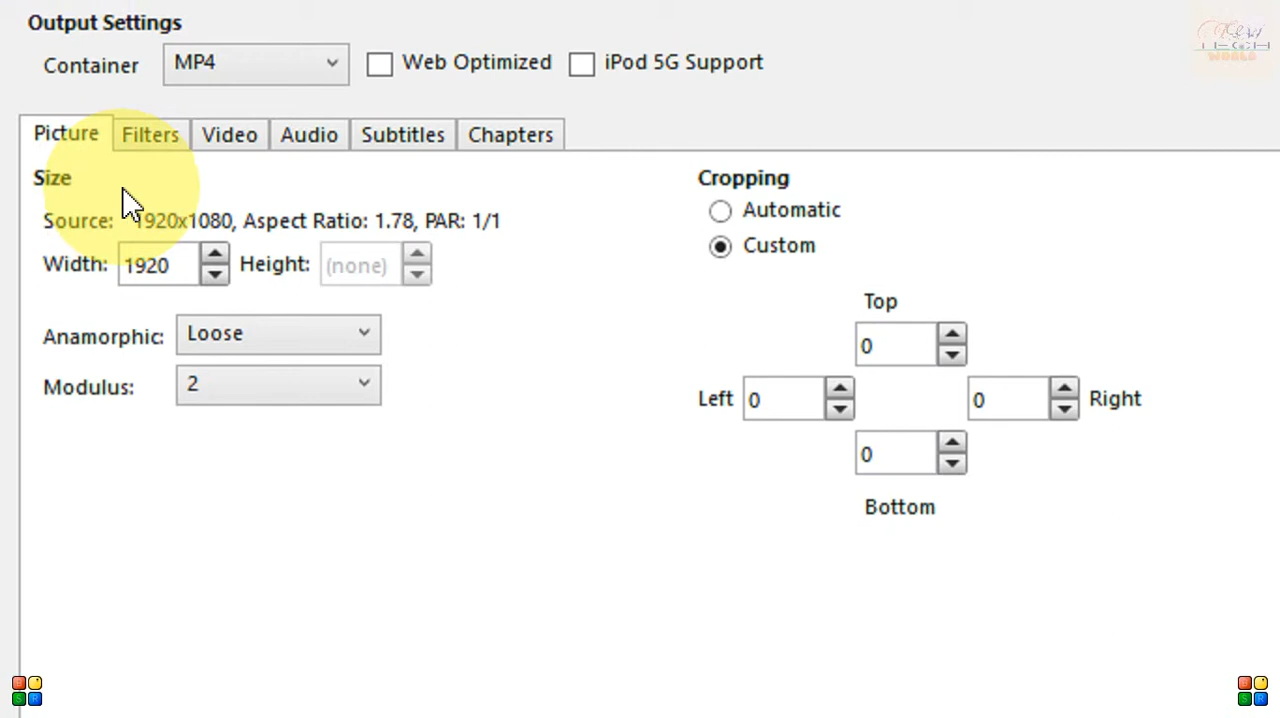 Output Settings
Container MP4 Web Optimized iPod 5G Support
Picture Filters Video Audio Subtitles Chapters
Size
Source: 1920x1080, Aspect Ratio: 1.78, PAR: 1/1
Width: 1920 Height: (none)
Anamorphic: Loose
Modulus: 2
Cropping
Automatic
Custom
Top
0
Left 0 0 Right
0
Bottom
TECH
WORLD